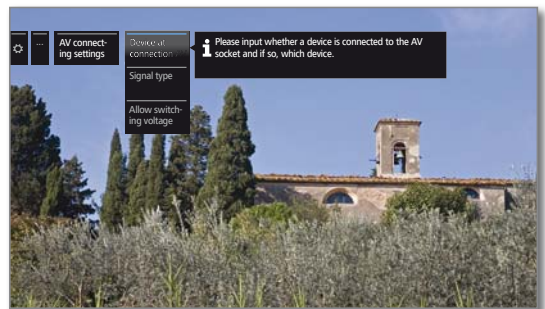 ...
AV connect-
ing settings
Device at
connection
Please input whether a device is connected to the AV
socket and if so, which device.
Signal type
Allow switch-
ing voltage